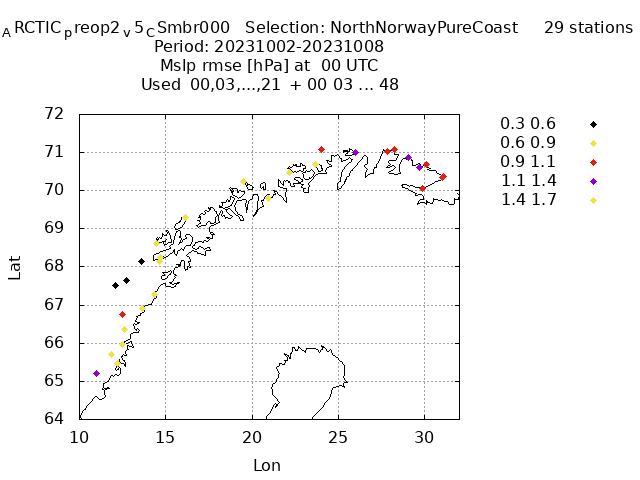 ARCTICpreop2v5CSmbr000 Selection: NorthNorwayPureCoast 29 stations
Period: 20231002-20231008
Mslp rmse [hPa] at 00 UTC
Used 00,03,...,21 + 00 03 ... 48
72
71
70
69
68
67
66
65
64
10 15 20 25 30
Lat
Lon
0.3 0.6
0.6 0.9
0.9 1.1
1.1 1.4
1.4 1.7